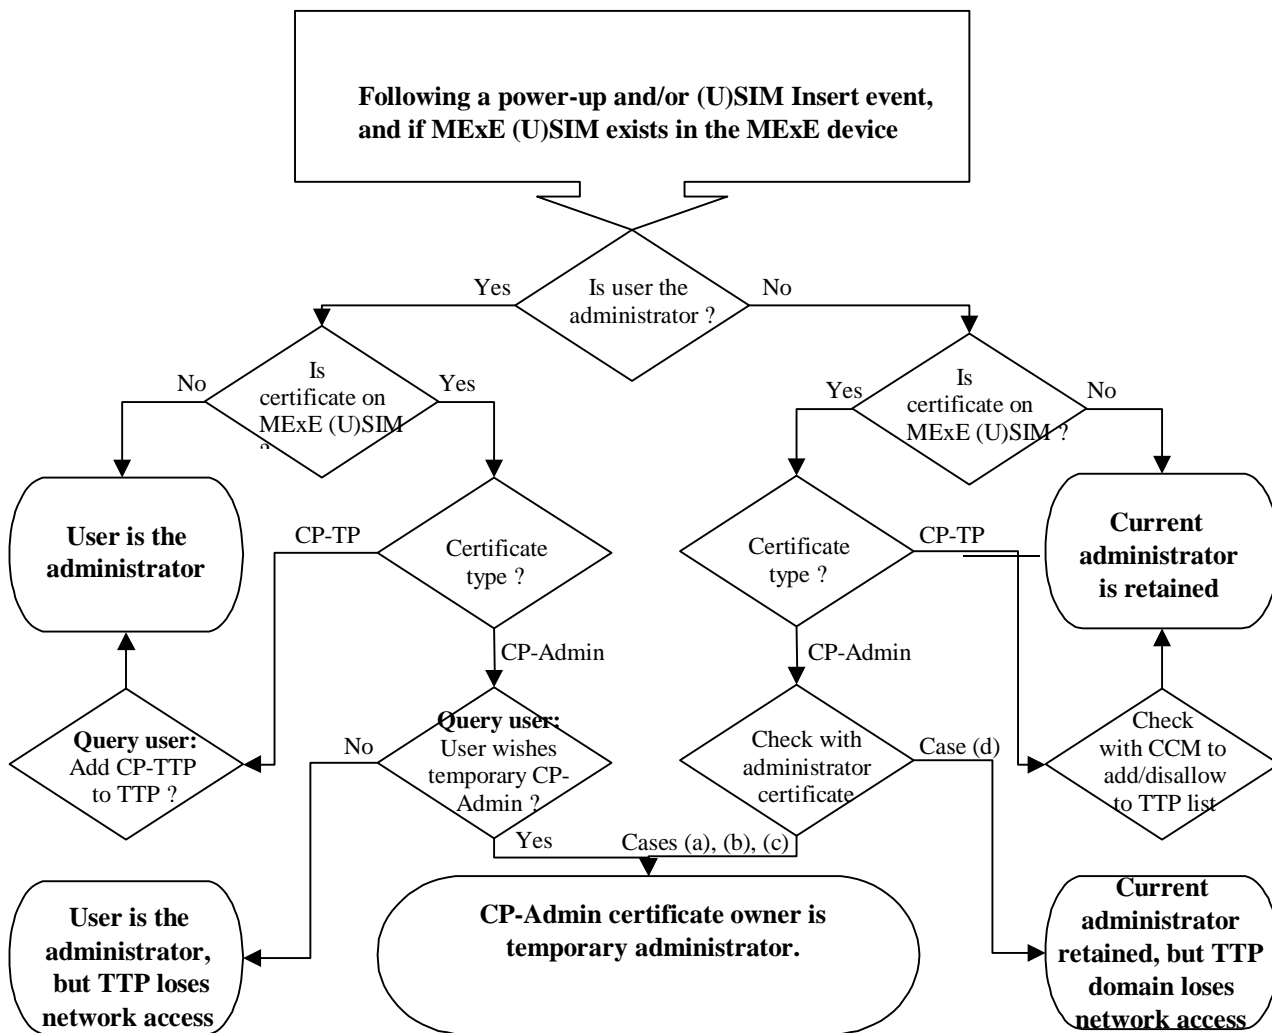 Following a power-up and/or (U)SIM Insert event,
and if MExE (U)SIM exists in the MExE device
Yes
Is user the
administrator ?
No
No
Is
certificate on
MExE (U)SIM
?
Yes
Yes
Is
certificate on
MExE (U)SIM ?
No
User is the
administrator
CP-TP
Certificate
type ?
Certificate
type ?
CP-TP
Current
administrator
is retained
CP-Admin
CP-Admin
Query user:
Add CP-TTP
to TTP ?
No
Query user:
User wishes
temporary CP-
Admin ?
Check with
administrator
certificate
Case (d)
Check
with CCM to
add/disallow
to TTP list
Yes
Cases (a), (b), (c)
User is the
administrator,
but TTP loses
network access
CP-Admin certificate owner is
temporary administrator.
Current
administrator
retained, but TTP
domain loses
network access